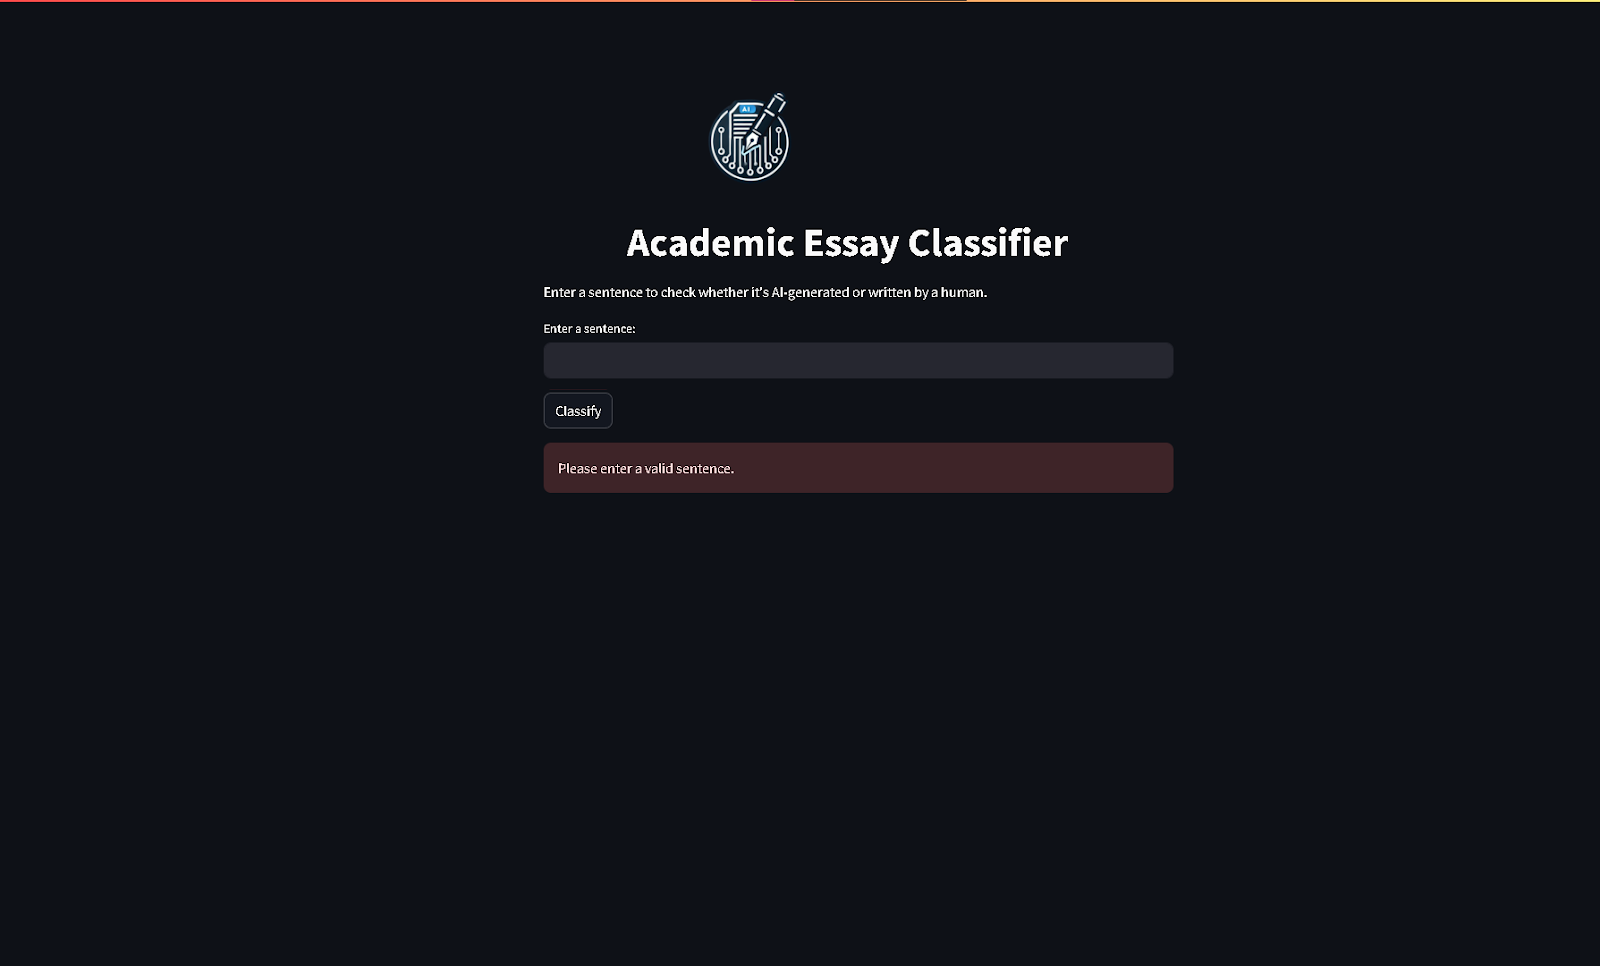 AI
Academic Essay Classifier
Enter a sentence to check whether it's AI-generated or written by a human.
Enter a sentence:
Classify
Please enter a valid sentence.